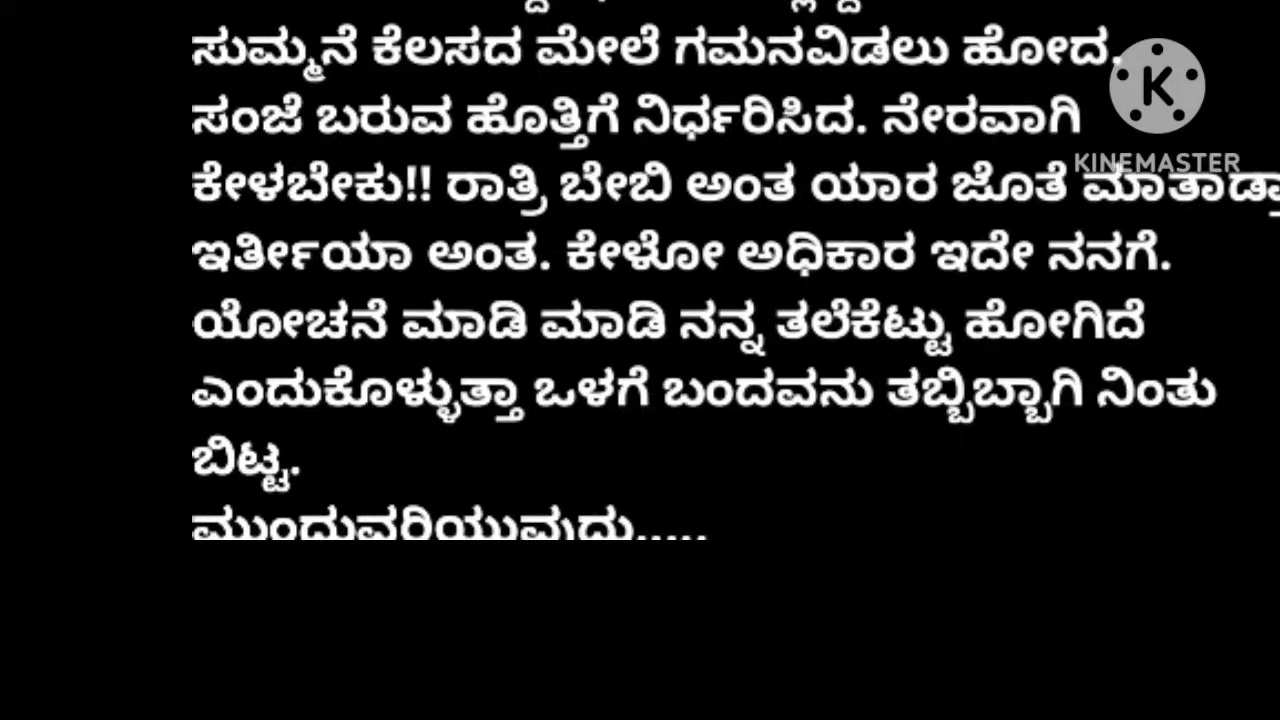 ಸುಮ್ಮನೆ ಕೆಲಸದ ಮೇಲೆ ಗಮನವಿಡಲು ಹೋದ.
ಸಂಜೆ ಬರುವ ಹೊತ್ತಿಗೆ ನಿರ್ಧರಿಸಿದ. ನೇರವಾಗಿ
KINEMASTER
ಕೇಳಬೇಕು!! ರಾತ್ರಿ ಬೇಬಿ ಅಂತ ಯಾರ ಜೊತೆ
ಇರ್ತೀಯಾ ಅಂತ. ಕೇಳೋ ಅಧಿಕಾರ ಇದೇ ನನಗೆ.
ಯೋಚನೆ ಮಾಡಿ ಮಾಡಿ ನನ್ನ ತಲೆಕೆಟ್ಟು ಹೋಗಿದೆ
ಎಂದುಕೊಳ್ಳುತ್ತಾ ಒಳಗೆ ಬಂದವನು ತಬ್ಬಿಬ್ಬಾಗಿ ನಿಂತು
ಬಿಟ್ಟ.
ಮುಂದುವರಿಯುವುದು.....